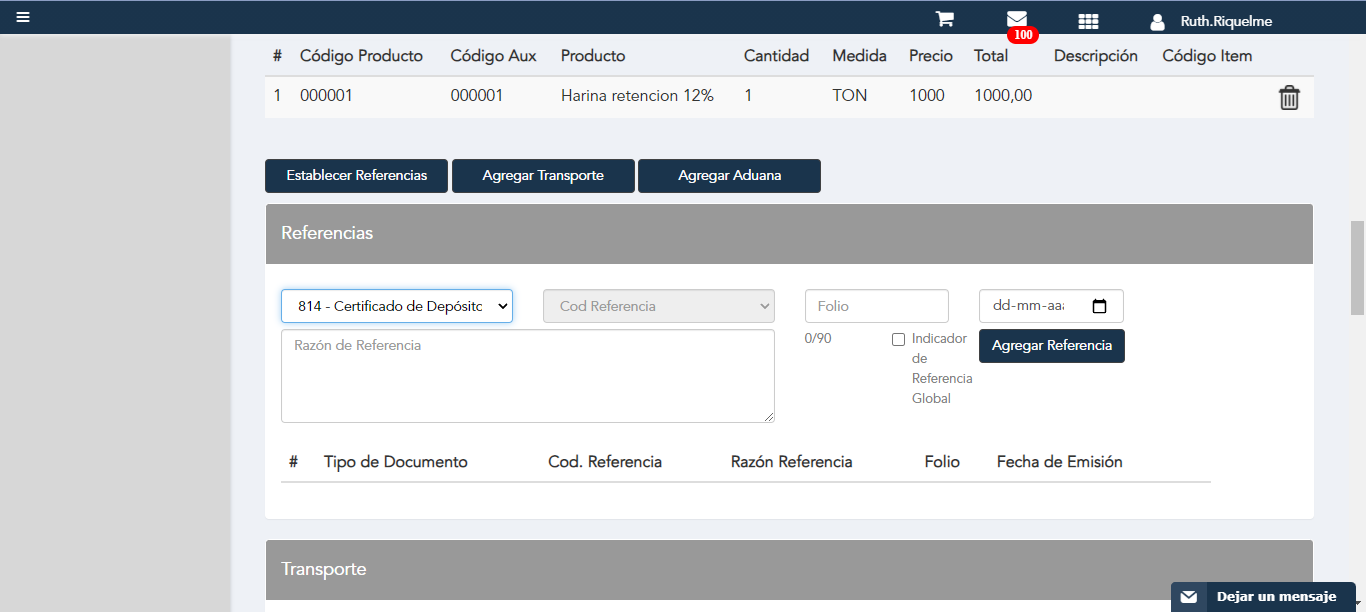 Ruth.Riquelme
100
# Código Producto Código Aux Producto Cantidad Medida Precio Total Descripción Código Item
1 000001 000001 Harina retencion 12% 1 TON 1000 1000,00
Establecer Referencias Agregar Transporte Agregar Aduana
Referencias
814 - Certificado de Depósito Cod Referencia Folio dd-mm-aaa
Razón de Referencia 0/90 Indicador
de
Referencia
Global
Agregar Referencia
# Tipo de Documento Cod. Referencia Razón Referencia Folio Fecha de Emisión
Transporte
Dejar un mensaje